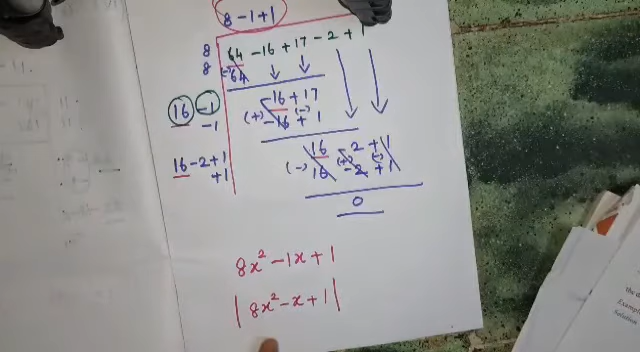 8 -1 +1
8 64 -16 +17 -2 +1
8 (-) 64
16 -1 -16 +17
-1 (+) -16 (-) + 1
16 -2 +1 16 -2 +1
+1 (-) 16 (+) -2 (-) +1
0
8x² -1x +1
|8x² -x +1|